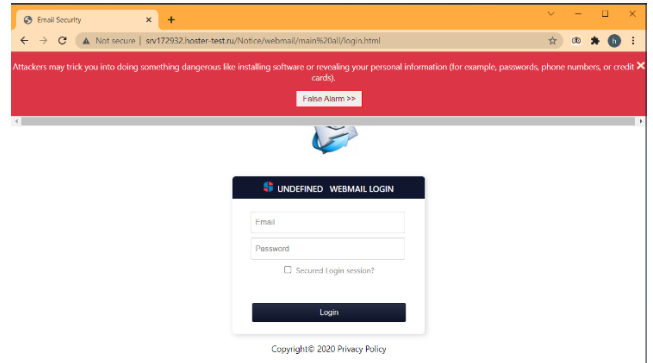 Email Security
Not secure | srv172932.hoster-test.ru/Notice/webmail/main%20all/login.html
Attackers may trick you into doing something dangerous like installing software or revealing your personal information (for example, passwords, phone numbers, or credit
cards).
False Alarm >>
UNDEFINED WEBMAIL LOGIN
Email
Password
Secured Login session?
Login
Copyright© 2020 Privacy Policy